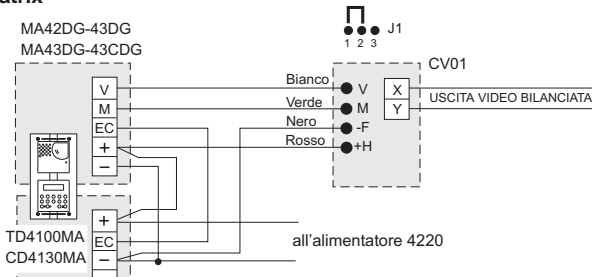 MA42DG-43DG
MA43DG-43CDG
J1
1 2 3
CV01
V
M
EC
+
−
Bianco
Verde
Nero
Rosso
V
M
-F
+H
X
Y
USCITA VIDEO BILANCIATA
TD4100MA
CD4130MA
+
EC
−
all'alimentatore 4220